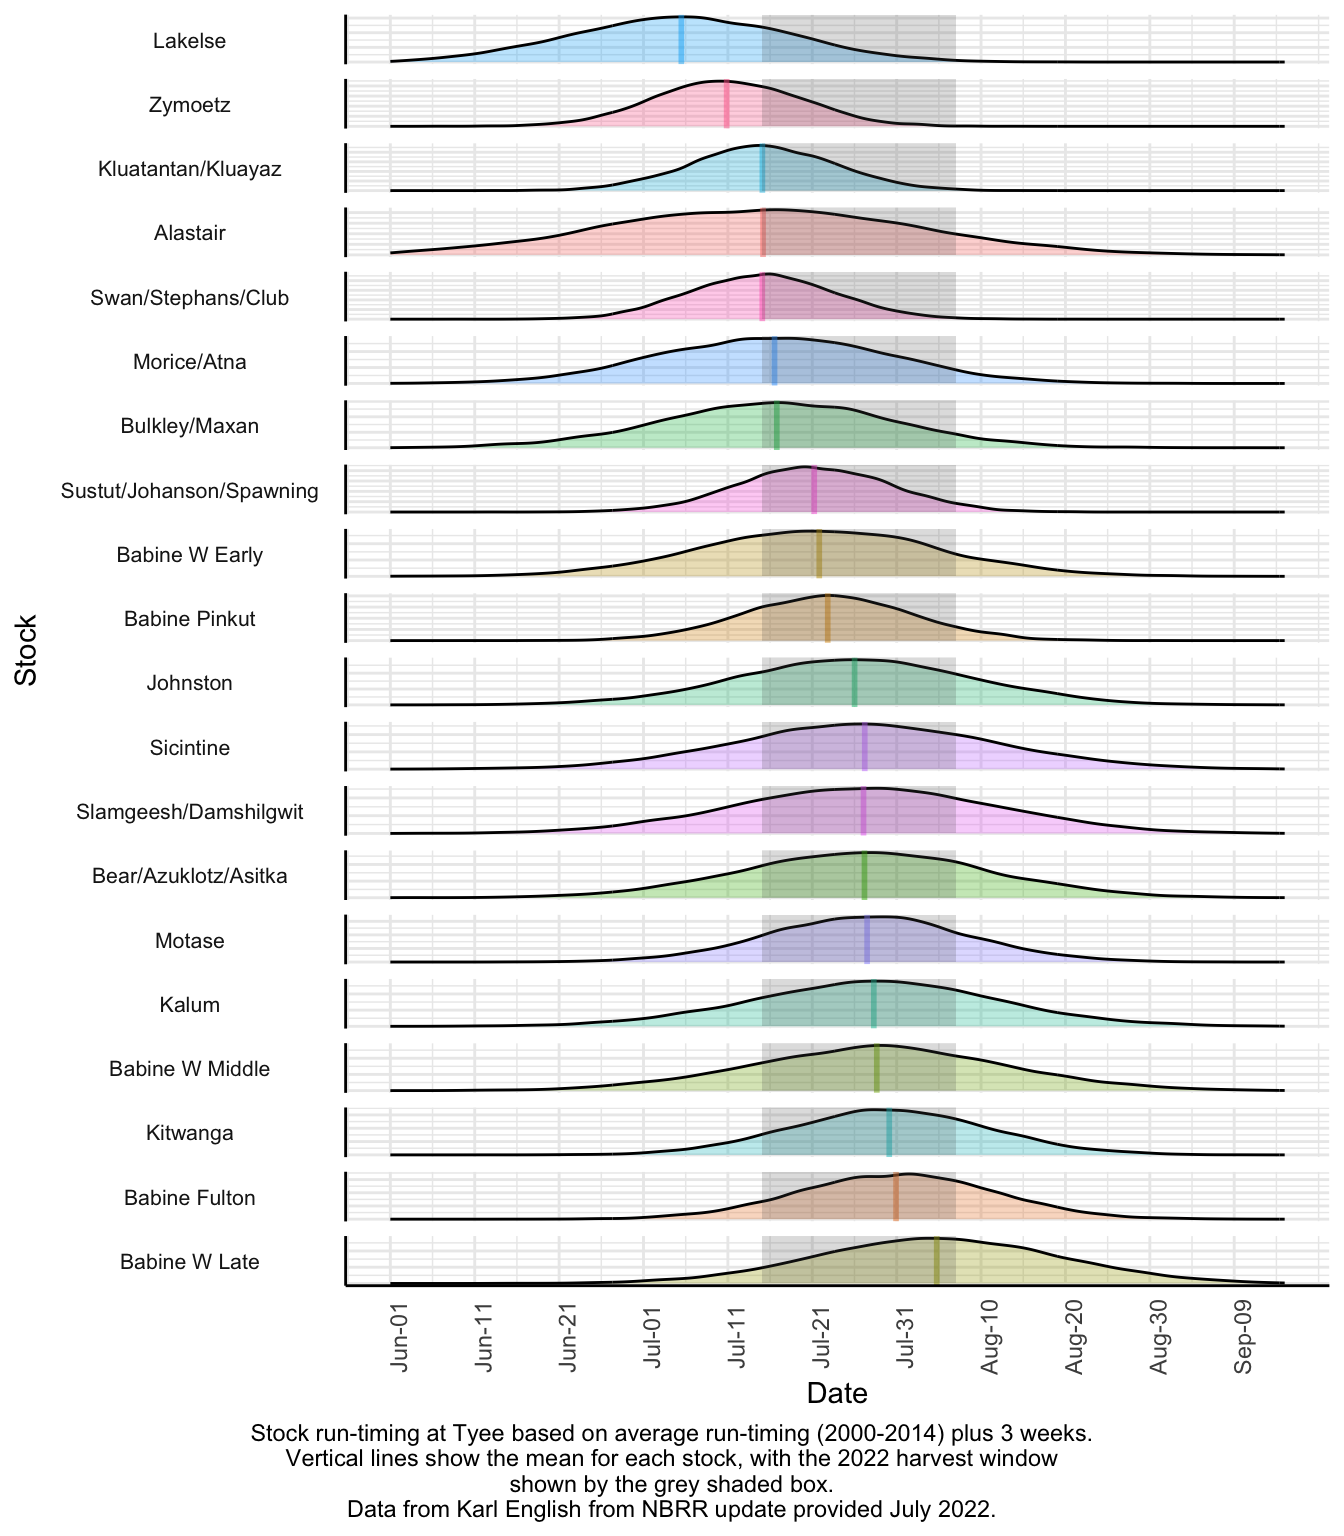 Lakelse
Zymoetz
Kluatantan/Kluayaz
Alastair
Swan/Stephans/Club
Morice/Atna
Bulkley/Maxan
Sustut/Johanson/Spawning
Babine W Early
Babine Pinkut
Johnston
Sicintine
Slamgeesh/Damshilgwit
Bear/Azuklotz/Asitka
Motase
Kalum
Babine W Middle
Kitwanga
Babine Fulton
Babine W Late
Stock
Jun-01
Jun-11
Jun-21
Jul-01
Jul-11
Jul-21
Jul-31
Aug-10
Aug-20
Aug-30
Sep-09
Date
Stock run-timing at Tyee based on average run-timing (2000-2014) plus 3 weeks.
Vertical lines show the mean for each stock, with the 2022 harvest window
shown by the grey shaded box.
Data from Karl English from NBRR update provided July 2022.